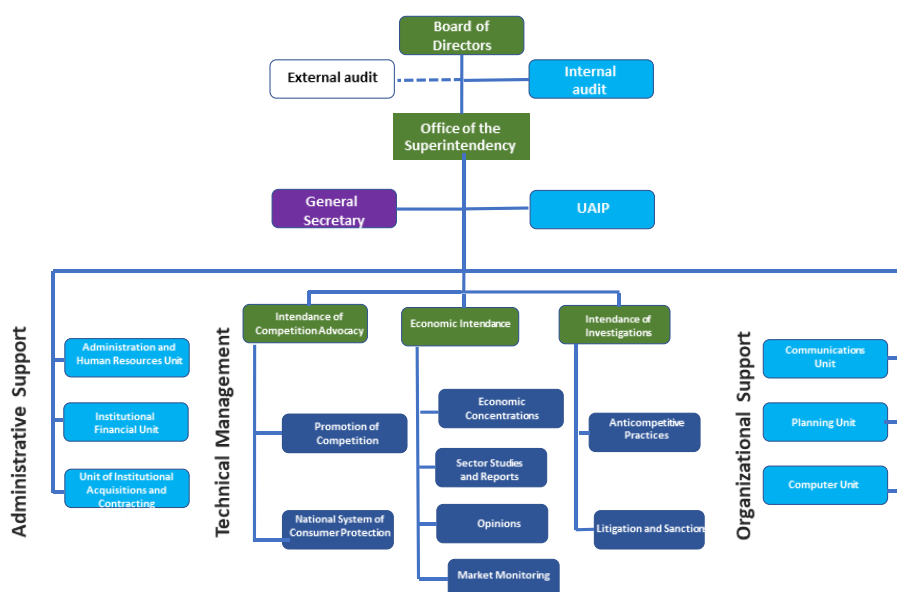 Board of
Directors
External audit
Internal
audit
Office of the
Superintendency
General
Secretary
UAIP
Administrative Support
Technical Management
Organizational Support
Intendance of
Competition Advocacy
Economic Intendance
Intendance of
Investigations
Administration and
Human Resources Unit
Institutional
Financial Unit
Unit of Institutional
Acquisitions and
Contracting
Promotion of
Competition
National System of
Consumer Protection
Economic
Concentrations
Sector Studies
and Reports
Opinions
Market Monitoring
Anticompetitive
Practices
Litigation and Sanction
Communications
Unit
Planning Unit
Computer Unit